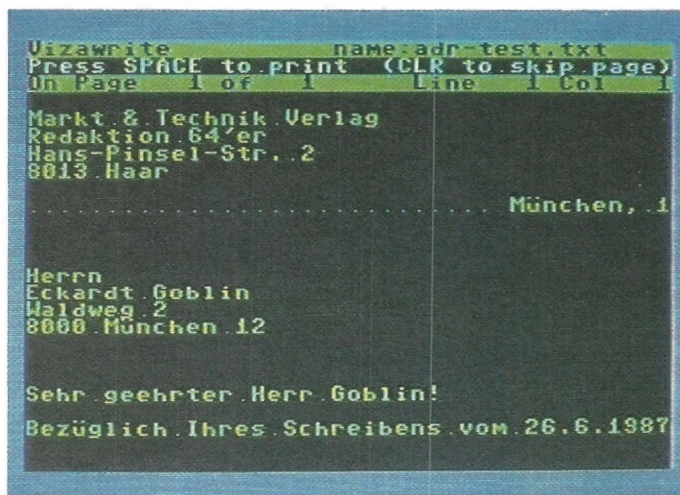 Vizawrite name:adr-test.txt
Press SPACE to.print (CLR to.skip.page)
On Page 1 of 1 Line 1 Col 1
Markt.&.Technik.Verlag
Redaktion.64'er
Hans-Pinsel-Str..2
8013.Haar
................................München,.1
Herrn
Eckardt.Goblin
Waldweg.2
8000.München.12
Sehr.geehrter.Herr.Goblin!
Bezüglich.Ihres.Schreibens.vom.26.6.1987